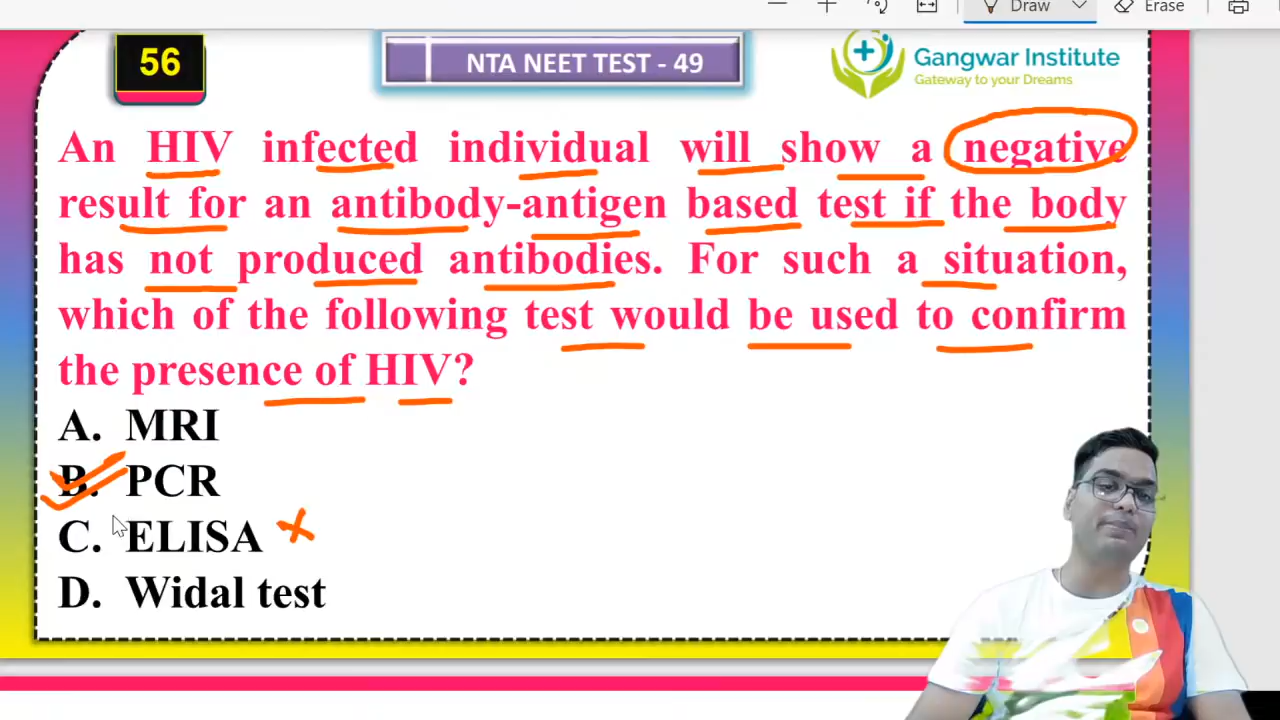 Draw
Erase
56
NTA NEET TEST - 49
Gangwar Institute
Gateway to your Dreams
An HIV infected individual will show a negative
result for an antibody-antigen based test if the body
has not produced antibodies. For such a situation,
which of the following test would be used to confirm
the presence of HIV?
A. MRI
B. PCR
C. ELISA
D. Widal test